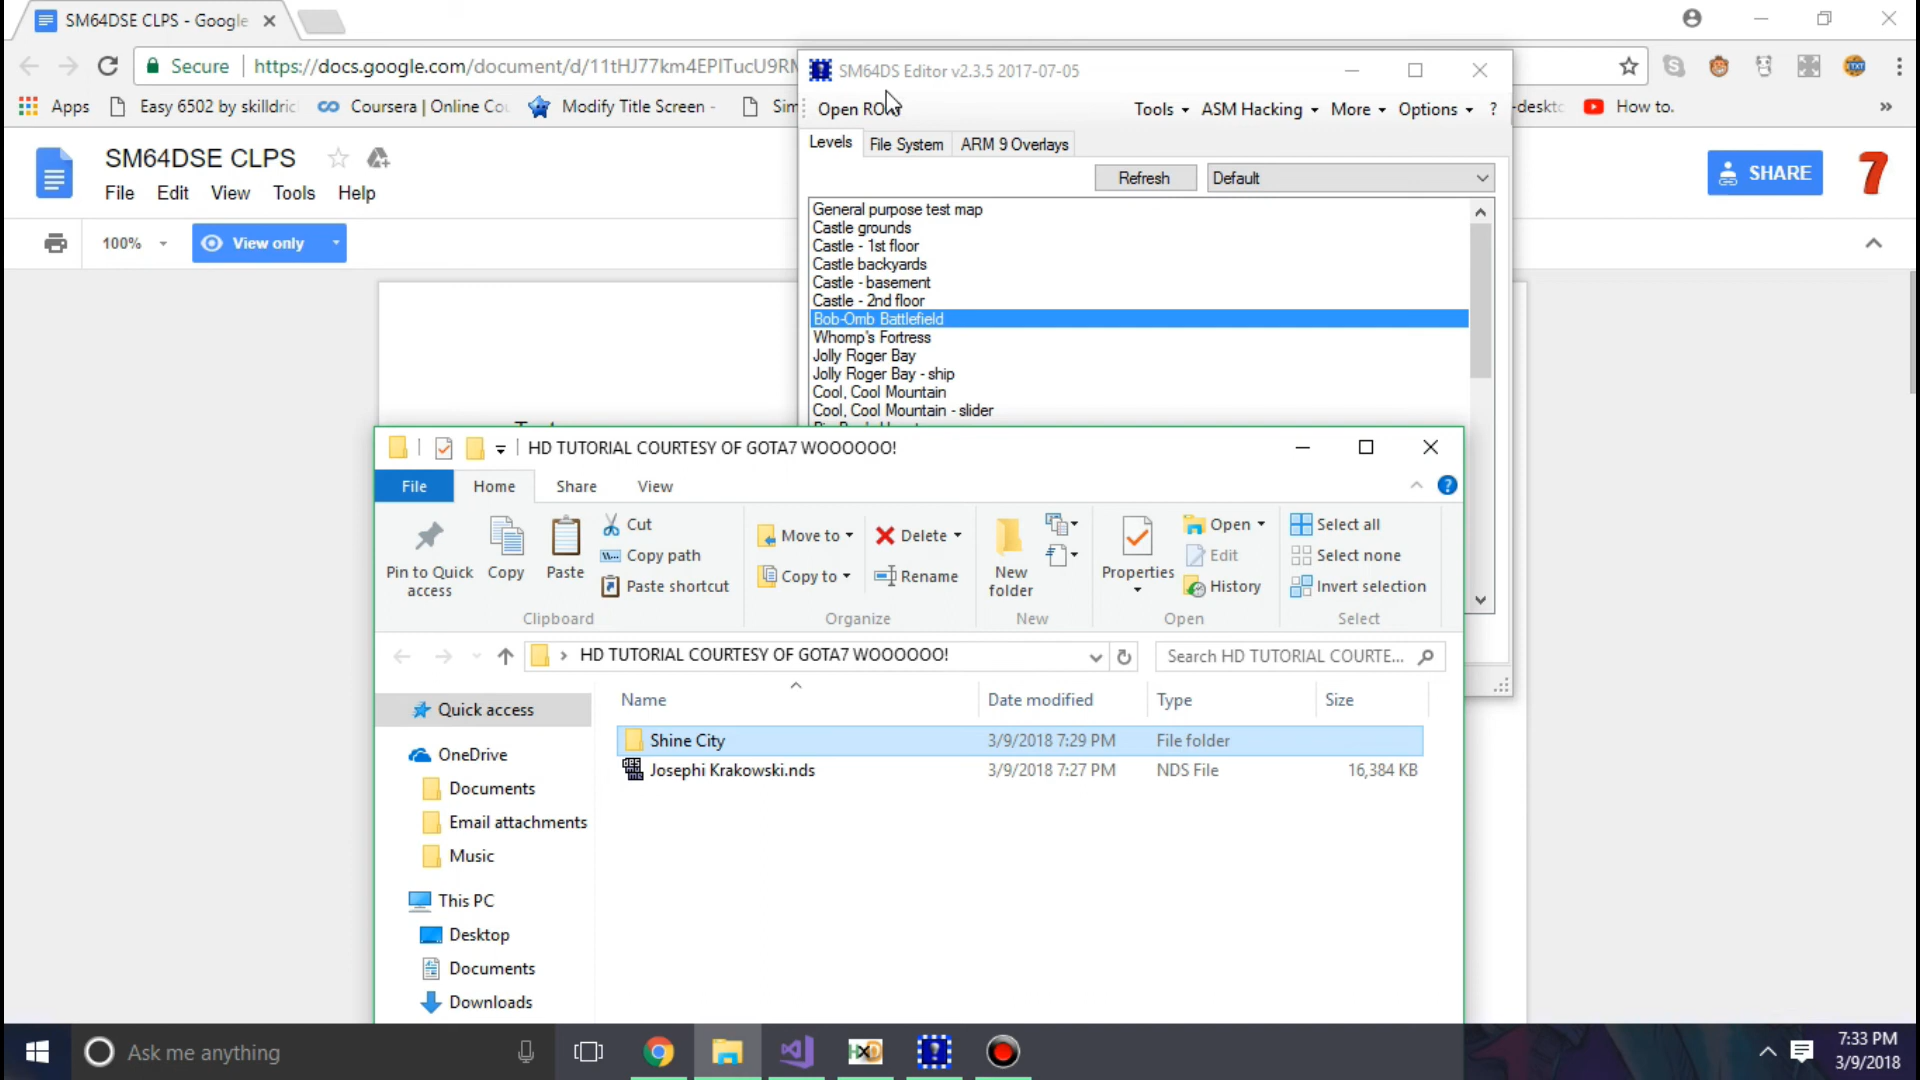 SM64DSE CLPS - Google
Secure
https://docs.google.com/document/d/11tHJ77km4EPITucU9RM
Apps
Easy 6502 by skilldric
Coursera | Online Co
Modify Title Screen -
Sim
-deskto
How to.
»
SM64DSE CLPS
File Edit View Tools Help
SHARE
7
100%
View only
SM64DS Editor v2.3.5 2017-07-05
Open ROM
Tools
ASM Hacking
More
Options
?
Levels
File System
ARM 9 Overlays
Refresh
Default
General purpose test map
Castle grounds
Castle - 1st floor
Castle backyards
Castle - basement
Castle - 2nd floor
Bob-Omb Battlefield
Whomp's Fortress
Jolly Roger Bay
Jolly Roger Bay - ship
Cool, Cool Mountain
Cool, Cool Mountain - slider
HD TUTORIAL COURTESY OF GOTA7 WOOOOOO!
File
Home
Share
View
?
Pin to Quick
access
Copy
Paste
Cut
Copy path
Paste shortcut
Clipboard
Move to
Copy to
Delete
Rename
Organize
New
folder
New
Properties
Open
Edit
History
Open
Select all
Select none
Invert selection
Select
HD TUTORIAL COURTESY OF GOTA7 WOOOOOO!
Search HD TUTORIAL COURTE...
Name
Date modified
Type
Size
Shine City
3/9/2018 7:29 PM
File folder
Josephi Krakowski.nds
3/9/2018 7:27 PM
NDS File
16,384 KB
Quick access
OneDrive
Documents
Email attachments
Music
This PC
Desktop
Documents
Downloads
Ask me anything
HXD
?
7:33 PM
3/9/2018